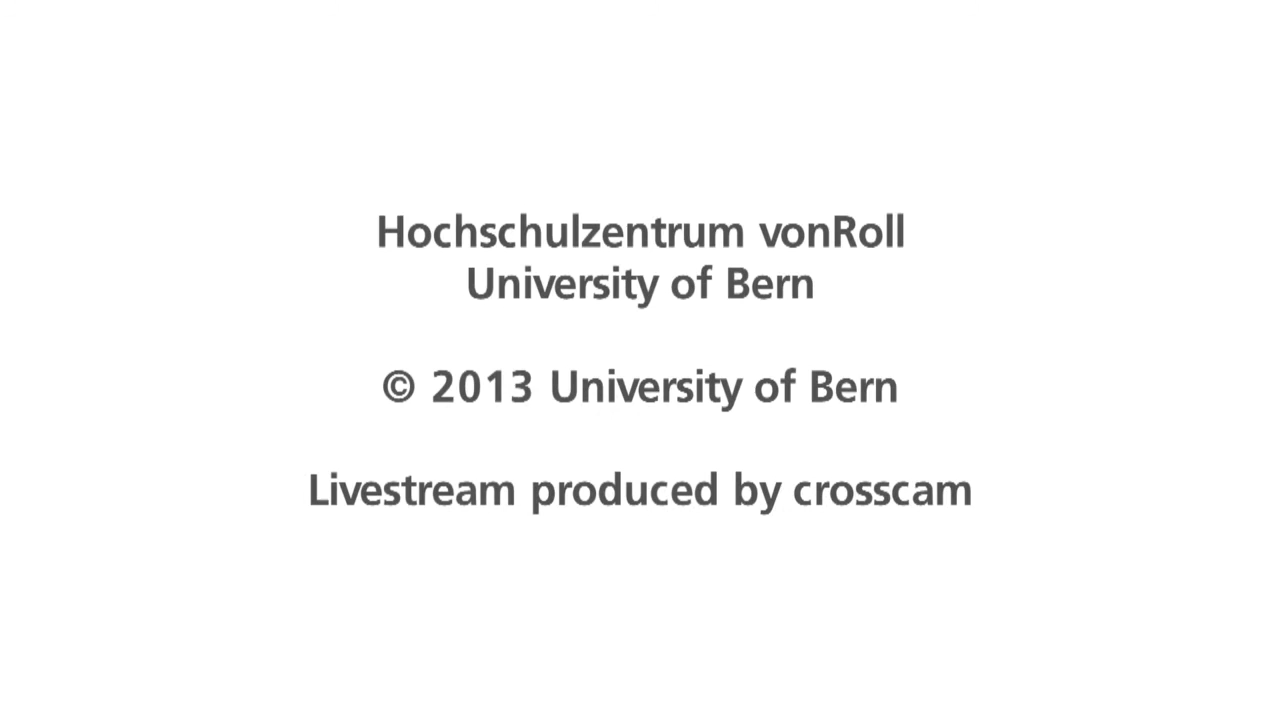 Hochschulzentrum vonRoll
University of Bern
© 2013 University of Bern
Livestream produced by crosscam